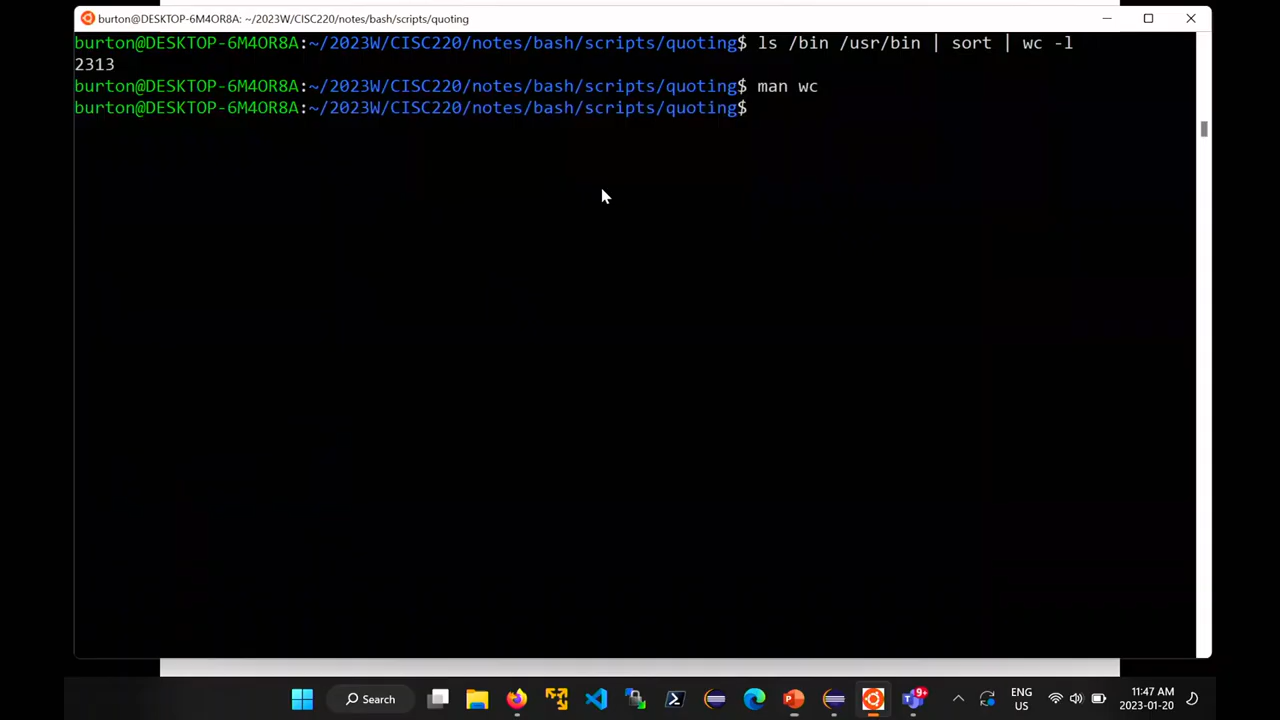 burton@DESKTOP-6M4OR8A: ~/2023W/CISC220/notes/bash/scripts/quoting
burton@DESKTOP-6M4OR8A:~/2023W/CISC220/notes/bash/scripts/quoting$ ls /bin /usr/bin | sort | wc -l
2313
burton@DESKTOP-6M4OR8A:~/2023W/CISC220/notes/bash/scripts/quoting$ man wc
burton@DESKTOP-6M4OR8A:~/2023W/CISC220/notes/bash/scripts/quoting$
Search
9+
ENG
US
11:47 AM
2023-01-20